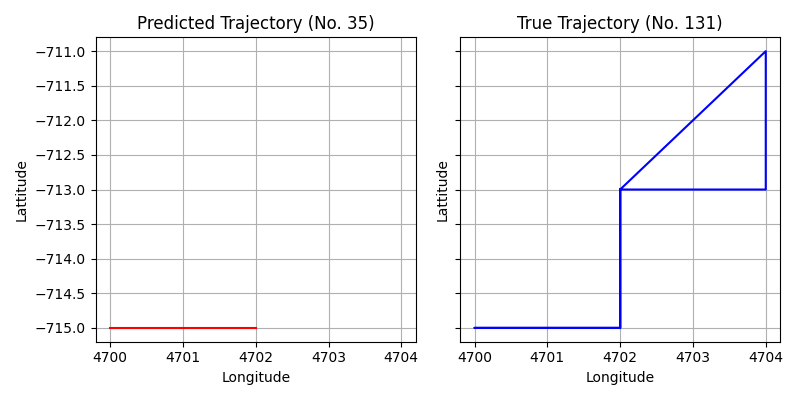 Predicted Trajectory (No. 35)
True Trajectory (No. 131)
Lattitude
−711.0
−711.5
−712.0
−712.5
−713.0
−713.5
−714.0
−714.5
−715.0
4700 4701 4702 4703 4704
Longitude
Lattitude
4700 4701 4702 4703 4704
Longitude